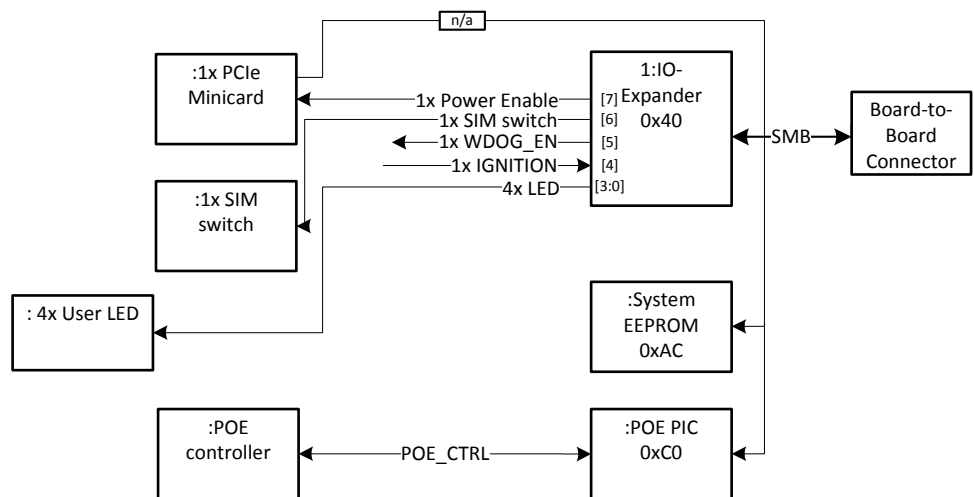 n/a
:1x PCIe
Minicard
1:IO-
Expander
0x40
1x Power Enable
[7]
1x SIM switch
[6]
1x WDOG_EN
[5]
1x IGNITION
[4]
4x LED
[3:0]
SMB
Board-to-
Board
Connector
:1x SIM
switch
: 4x User LED
:System
EEPROM
0xAC
:POE
controller
POE_CTRL
:POE PIC
0xC0